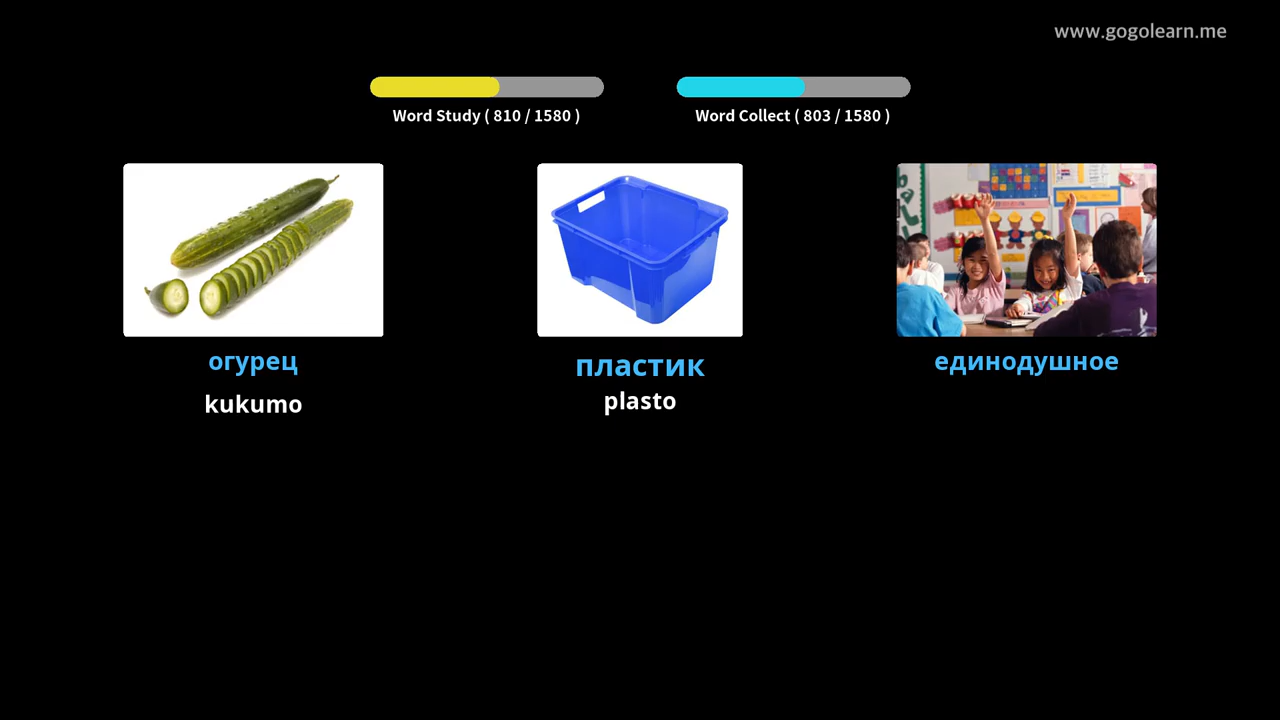 www.gogolearn.me
Word Study ( 810 / 1580 )
Word Collect ( 803 / 1580 )
огурец
пластик
единодушное
kukumo
plasto